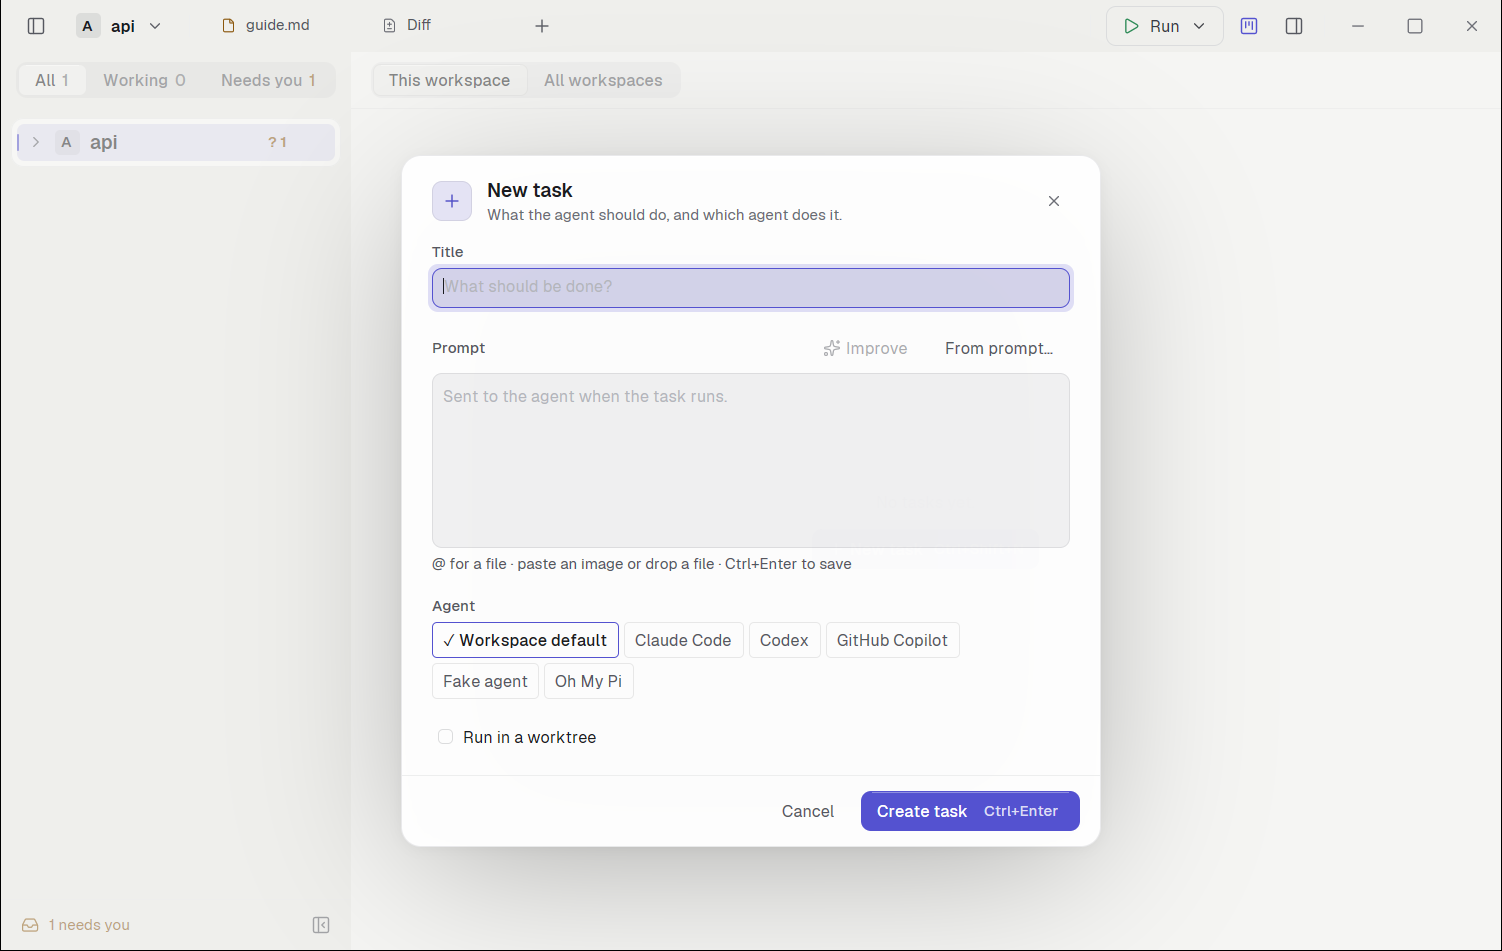 A api guide.md Diff Run
All 1 Working 0 Needs you 1 This workspace All workspaces
A api ? 1
New task
What the agent should do, and which agent does it.
Title
What should be done?
Prompt Improve From prompt...
Sent to the agent when the task runs.
@ for a file · paste an image or drop a file · Ctrl+Enter to save
Agent
✓ Workspace default Claude Code Codex GitHub Copilot
Fake agent Oh My Pi
Run in a worktree
Cancel Create task Ctrl+Enter
1 needs you